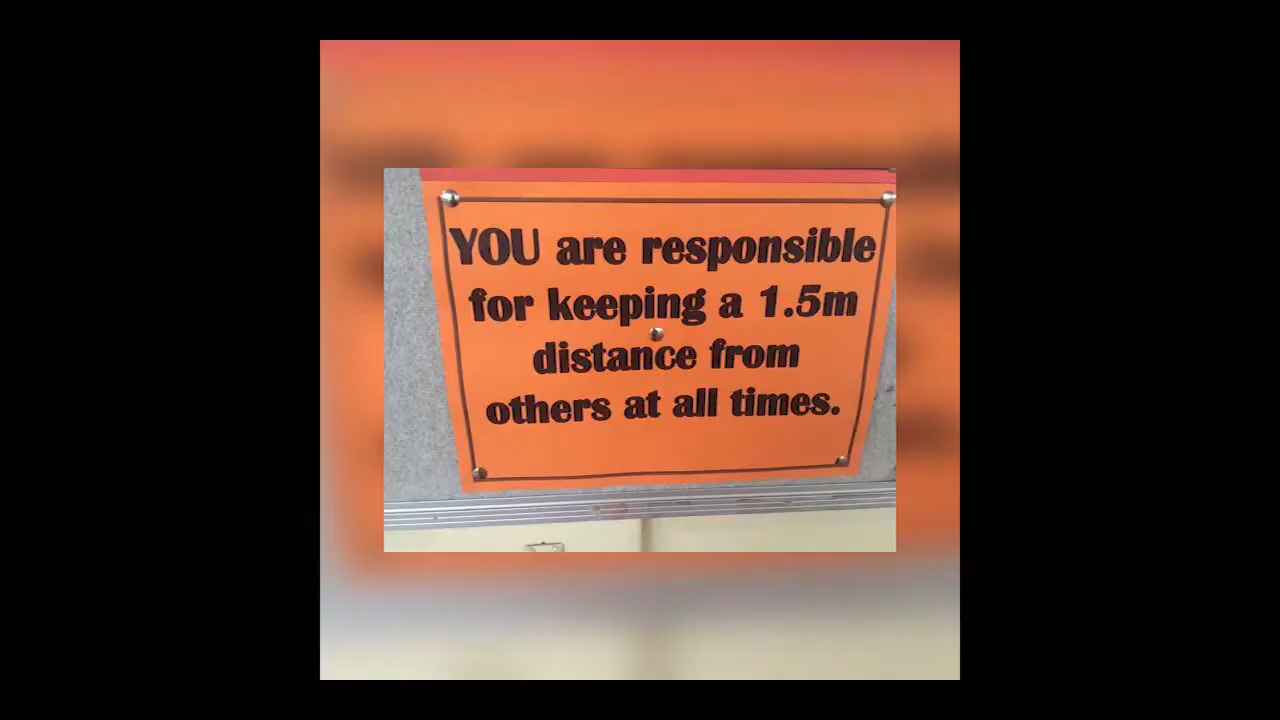 YOU are responsible
for keeping a 1.5m
distance from
others at all times.